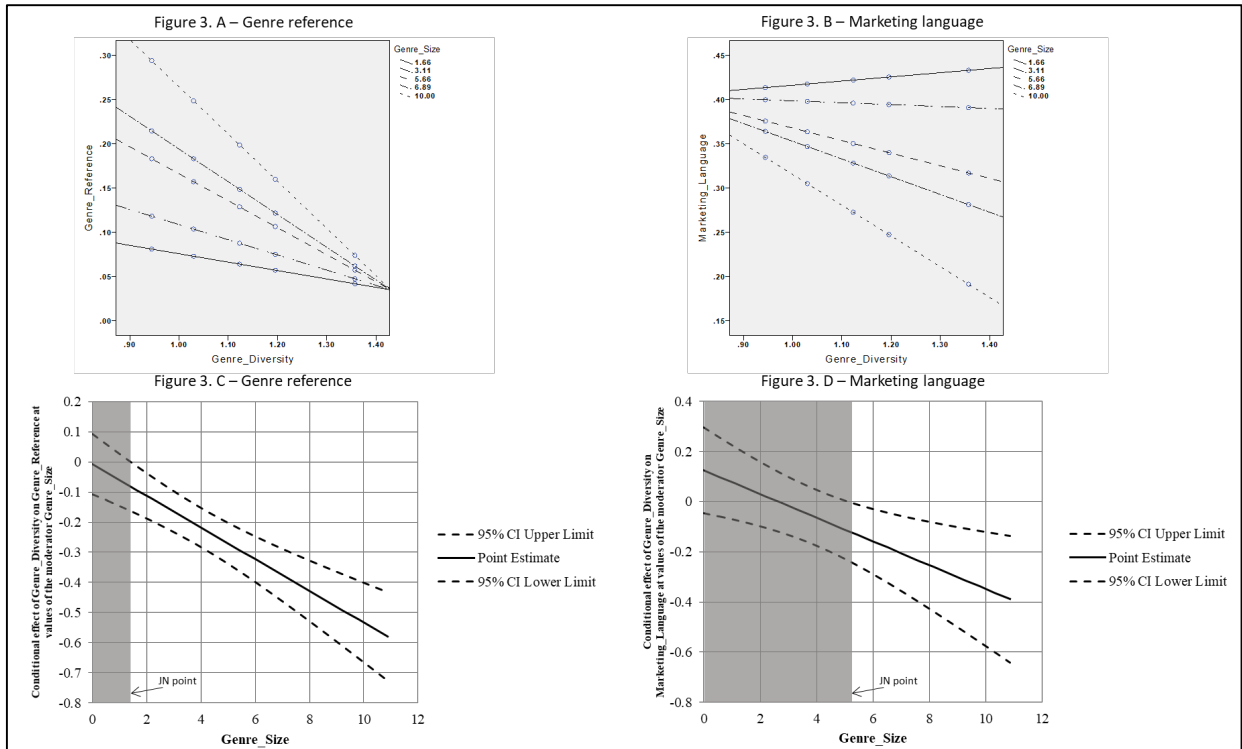 Figure 3. A – Genre reference
Genre_Size
1.66
3.11
5.66
6.89
10.00
.30
.25
.20
.15
.10
.05
.00
Genre_Reference
.90 1.00 1.10 1.20 1.30 1.40
Genre_Diversity
Figure 3. B – Marketing language
Genre_Size
1.66
3.11
5.66
6.89
10.00
.45
.40
.35
.30
.25
.20
.15
Marketing_Language
.90 1.00 1.10 1.20 1.30 1.40
Genre_Diversity
Figure 3. C – Genre reference
Conditional effect of Genre_Diversity on Genre_Reference at
values of the moderator Genre_Size
0.2
0.1
0
-0.1
-0.2
-0.3
-0.4
-0.5
-0.6
-0.7
-0.8
JN point
0 2 4 6 8 10 12
Genre_Size
95% CI Upper Limit
Point Estimate
95% CI Lower Limit
Figure 3. D – Marketing language
Conditional effect of Genre_Diversity on
Marketing_Language at values of the moderator Genre_Size
0.4
0.2
0
-0.2
-0.4
-0.6
-0.8
JN point
0 2 4 6 8 10 12
Genre_Size
95% CI Upper Limit
Point Estimate
95% CI Lower Limit